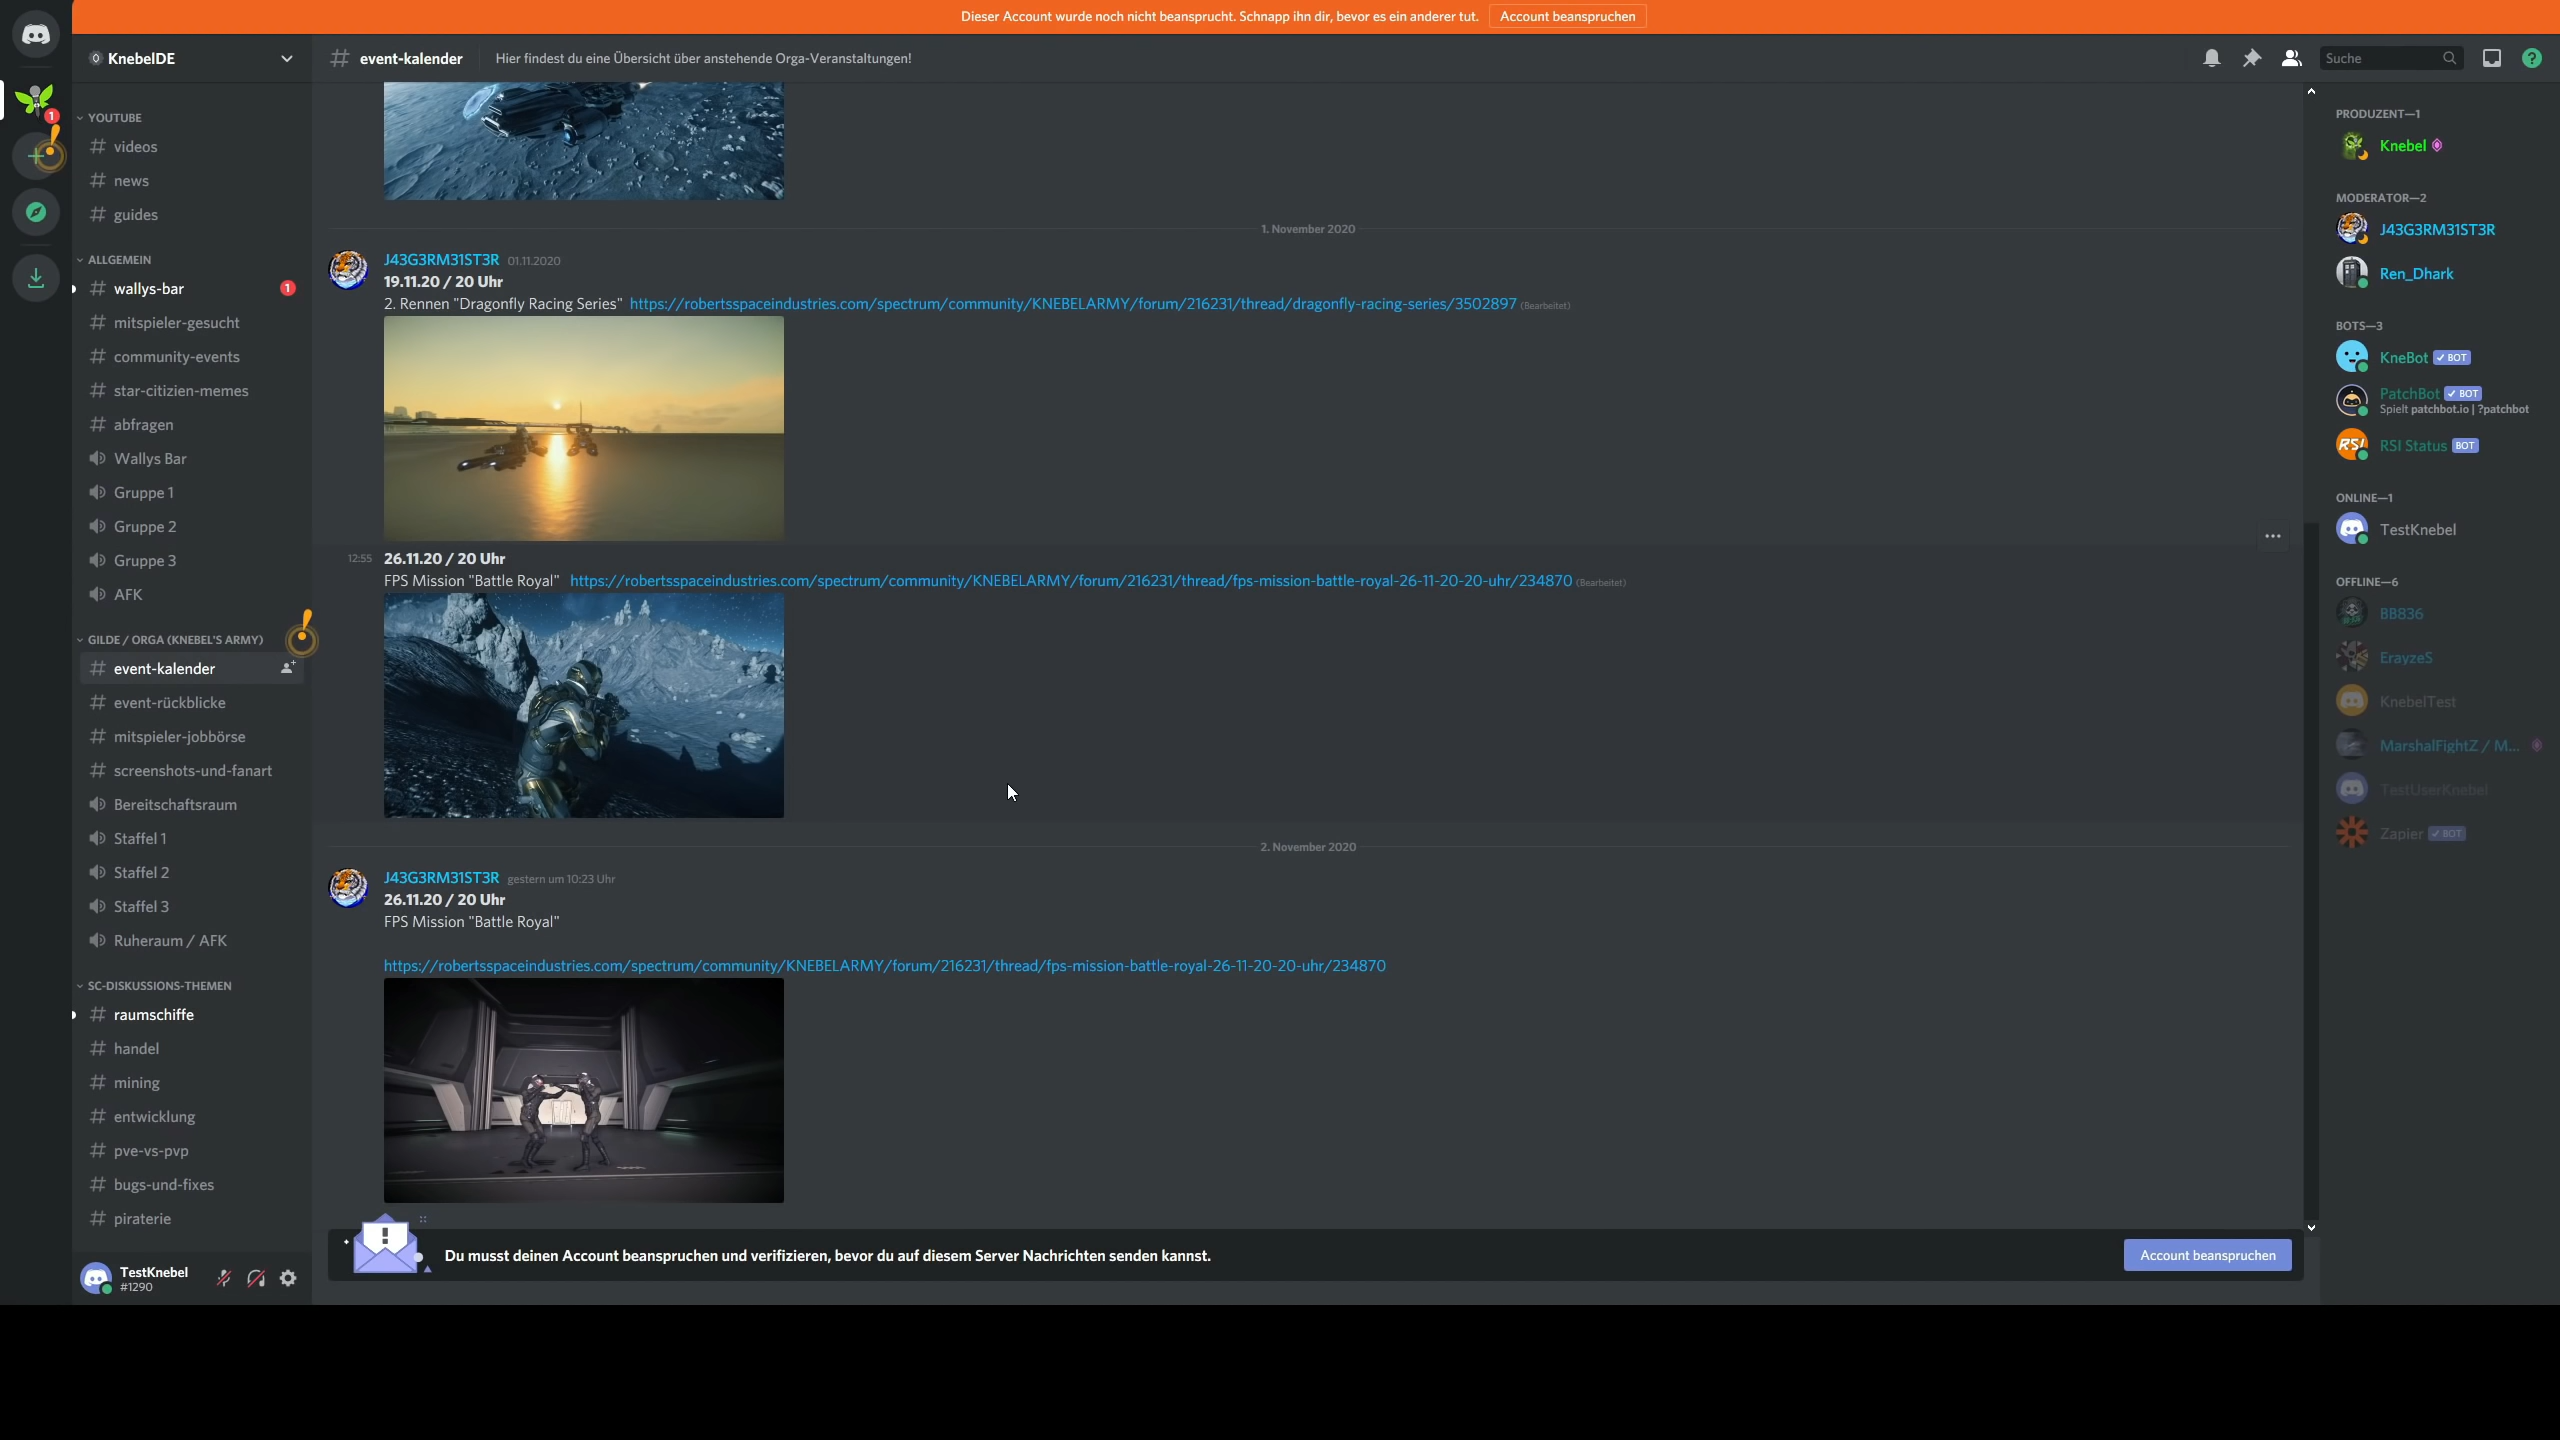 Dieser Account wurde noch nicht beansprucht. Schnapp ihn dir, bevor es ein anderer tut. Account beanspruchen
KnebelDE
event-kalender
Hier findest du eine Übersicht über anstehende Orga-Veranstaltungen!
Suche
1
YOUTUBE
videos
news
guides
ALLGEMEIN
wallys-bar 1
mitspieler-gesucht
community-events
star-citizien-memes
abfragen
Wallys Bar
Gruppe 1
Gruppe 2
Gruppe 3
AFK
GILDE / ORGA (KNEBEL'S ARMY)
event-kalender
event-rückblicke
mitspieler-jobbörse
screenshots-und-fanart
Bereitschaftsraum
Staffel 1
Staffel 2
Staffel 3
Ruheraum / AFK
SC-DISKUSSIONS-THEMEN
raumschiffe
handel
mining
entwicklung
pve-vs-pvp
bugs-und-fixes
piraterie
TestKnebel
#1290
1. November 2020
J43G3RM31ST3R 01.11.2020
19.11.20 / 20 Uhr
2. Rennen "Dragonfly Racing Series" https://robertsspaceindustries.com/spectrum/community/KNEBELARMY/forum/216231/thread/dragonfly-racing-series/3502897 (Bearbeitet)
12:55 26.11.20 / 20 Uhr
FPS Mission "Battle Royal" https://robertsspaceindustries.com/spectrum/community/KNEBELARMY/forum/216231/thread/fps-mission-battle-royal-26-11-20-20-uhr/234870 (Bearbeitet)
2. November 2020
J43G3RM31ST3R gestern um 10:23 Uhr
26.11.20 / 20 Uhr
FPS Mission "Battle Royal"
https://robertsspaceindustries.com/spectrum/community/KNEBELARMY/forum/216231/thread/fps-mission-battle-royal-26-11-20-20-uhr/234870
Du musst deinen Account beanspruchen und verifizieren, bevor du auf diesem Server Nachrichten senden kannst.
Account beanspruchen
PRODUZENT—1
Knebel
MODERATOR—2
J43G3RM31ST3R
Ren_Dhark
BOTS—3
KneBot BOT
PatchBot BOT
Spielt patchbot.io | ?patchbot
RSI Status BOT
ONLINE—1
TestKnebel
OFFLINE—6
BB836
ErayzeS
KnebelTest
MarshalFightZ / M...
TestUserKnebel
Zapier BOT